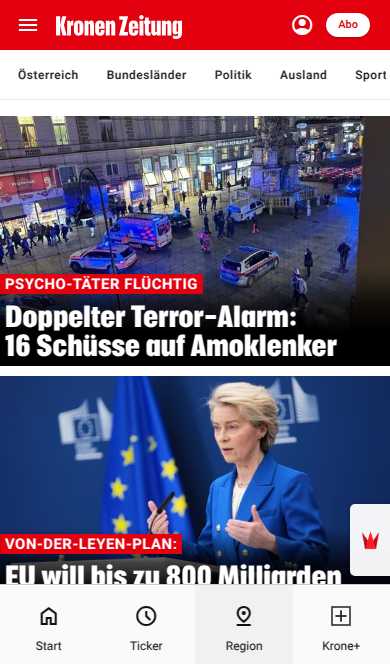 Kronen Zeitung
Abo
Österreich Bundesländer Politik Ausland Sport
PSYCHO-TÄTER FLÜCHTIG
Doppelter Terror-Alarm:
16 Schüsse auf Amoklenker
VON-DER-LEYEN-PLAN:
EU will bis zu 800 Milliarden
Start Ticker Region Krone+